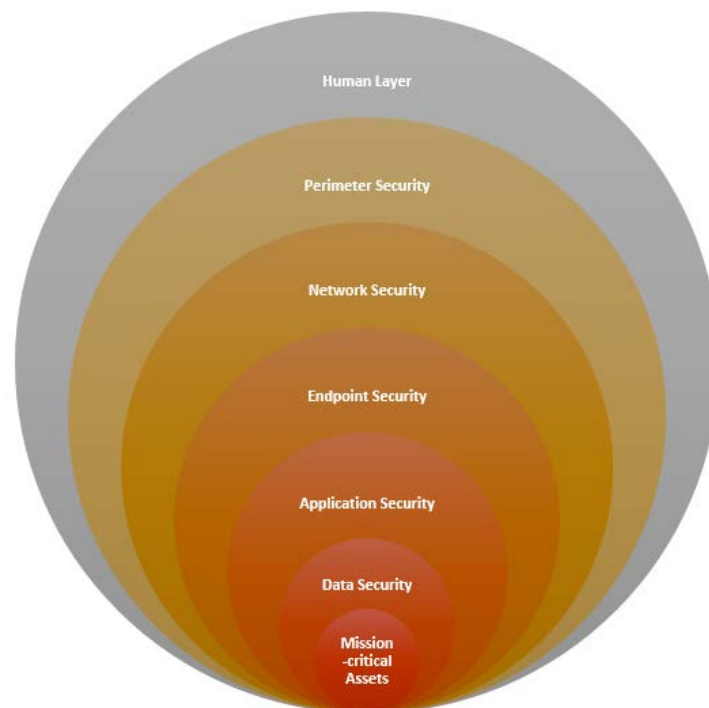 Human Layer
Perimeter Security
Network Security
Endpoint Security
Application Security
Data Security
Mission
-critical
Assets